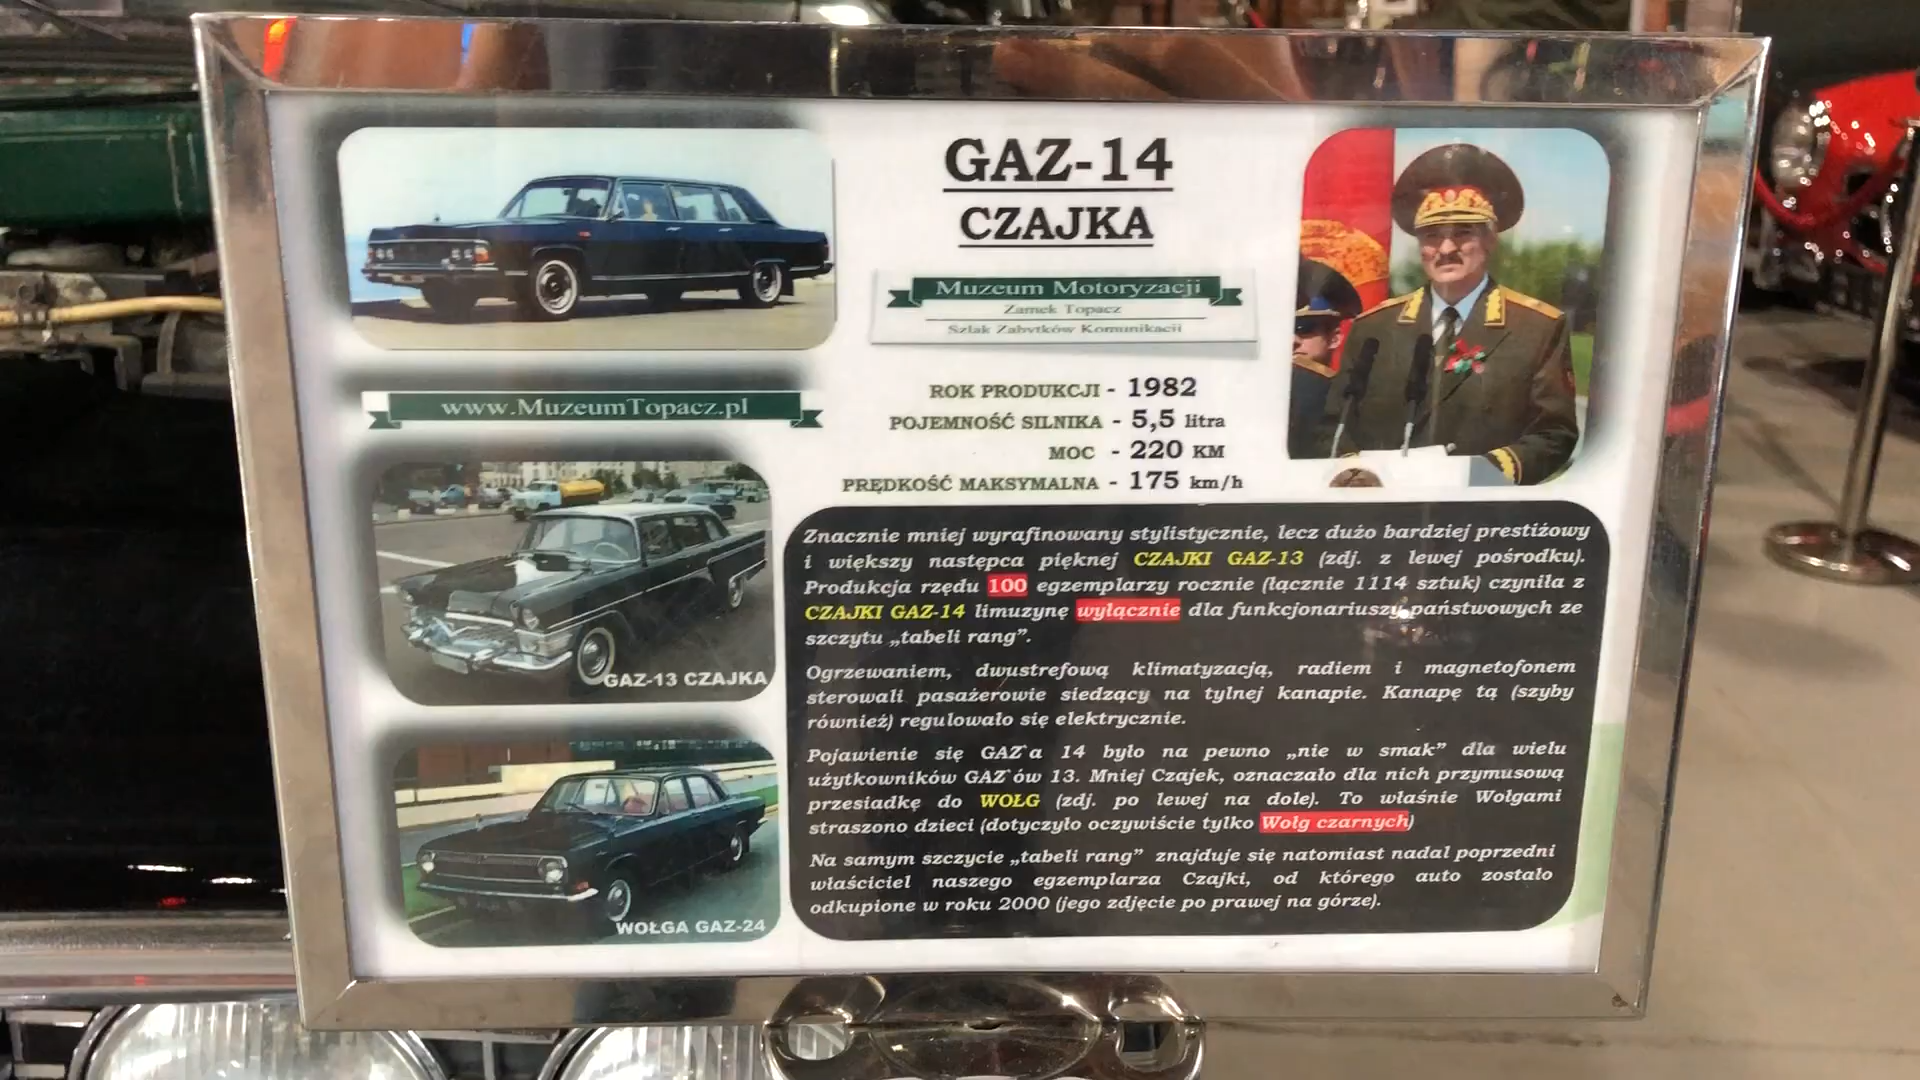 GAZ-14
CZAJKA
Muzeum Motoryzacji
Zamek Topacz
Szlak Zabytków Komunikacji
www.MuzeumTopacz.pl
ROK PRODUKCJI - 1982
POJEMNOŚĆ SILNIKA - 5,5 litra
MOC - 220 KM
PRĘDKOŚĆ MAKSYMALNA - 175 km/h
GAZ-13 CZAJKA
WOŁGA GAZ-24
Znacznie mniej wyrafinowany stylistycznie, lecz dużo bardziej prestiżowy
i większy następca pięknej CZAJKI GAZ-13 (zdj. z lewej pośrodku).
Produkcja rzędu 100 egzemplarzy rocznie (łącznie 1114 sztuk) czyniła z
CZAJKI GAZ-14 limuzynę wyłącznie dla funkcjonariuszy państwowych ze
szczytu „tabeli rang”.
Ogrzewaniem, dwustrefową klimatyzacją, radiem i magnetofonem
sterowali pasażerowie siedzący na tylnej kanapie. Kanapę tą (szyby
również) regulowało się elektrycznie.
Pojawienie się GAZ`a 14 było na pewno „nie w smak” dla wielu
użytkowników GAZ`ów 13. Mniej Czajek, oznaczało dla nich przymusową
przesiadkę do WOŁG (zdj. po lewej na dole). To właśnie Wołgami
straszono dzieci (dotyczyło oczywiście tylko Wołg czarnych)
Na samym szczycie „tabeli rang” znajduje się natomiast nadal poprzedni
właściciel naszego egzemplarza Czajki, od którego auto zostało
odkupione w roku 2000 (jego zdjęcie po prawej na górze).